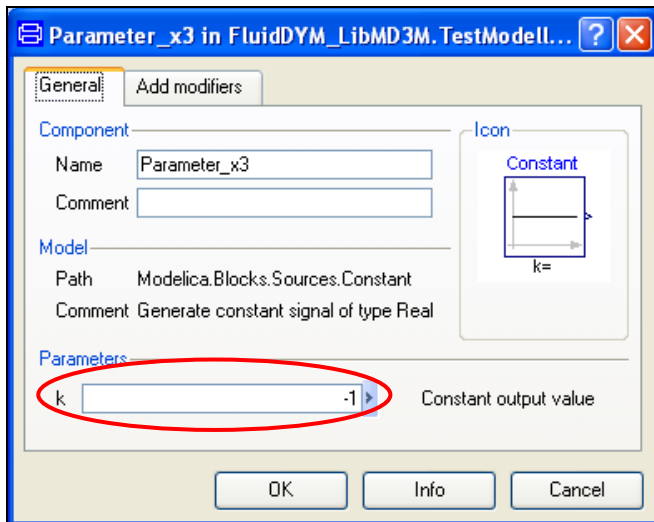 Parameter_x3 in FluidDYM_LibMD3M.TestModell...
General
Add modifiers
Component
Name Parameter_x3
Comment
Icon
Constant
k=
Model
Path Modelica.Blocks.Sources.Constant
Comment Generate constant signal of type Real
Parameters
k -1 Constant output value
OK Info Cancel